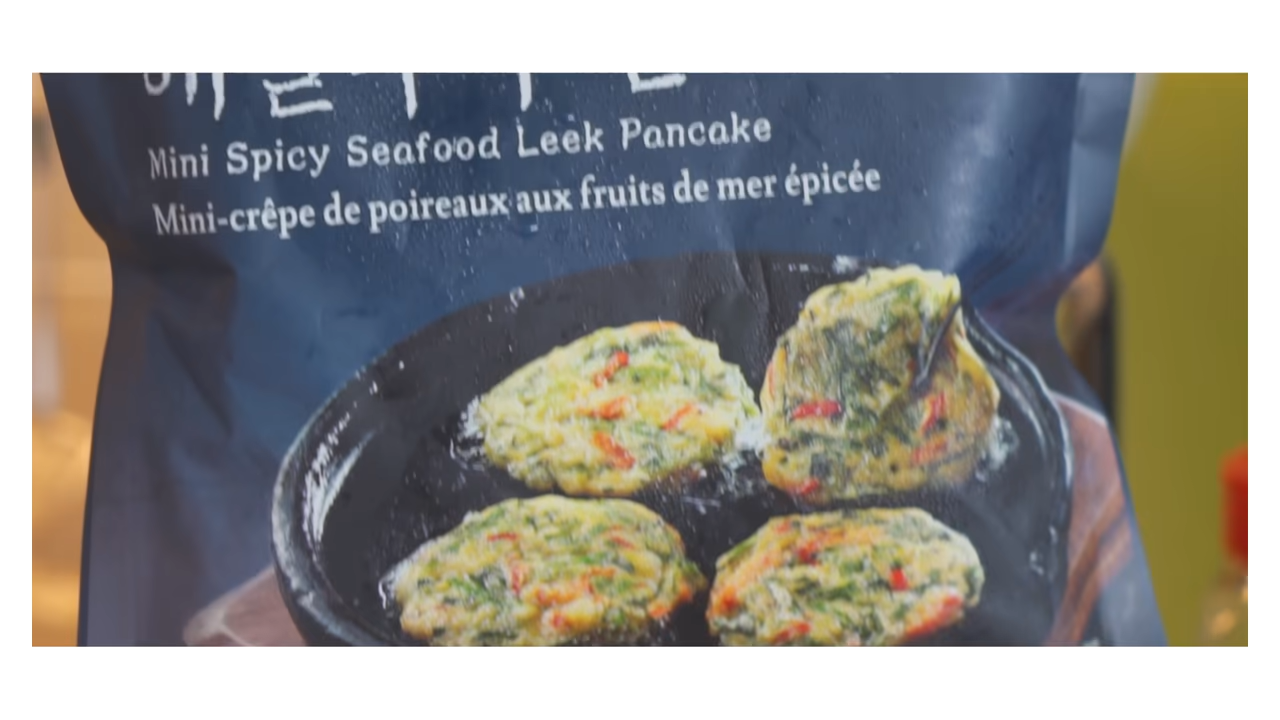 Mini Spicy Seafood Leek Pancake
Mini-crêpe de poireaux aux fruits de mer épicée